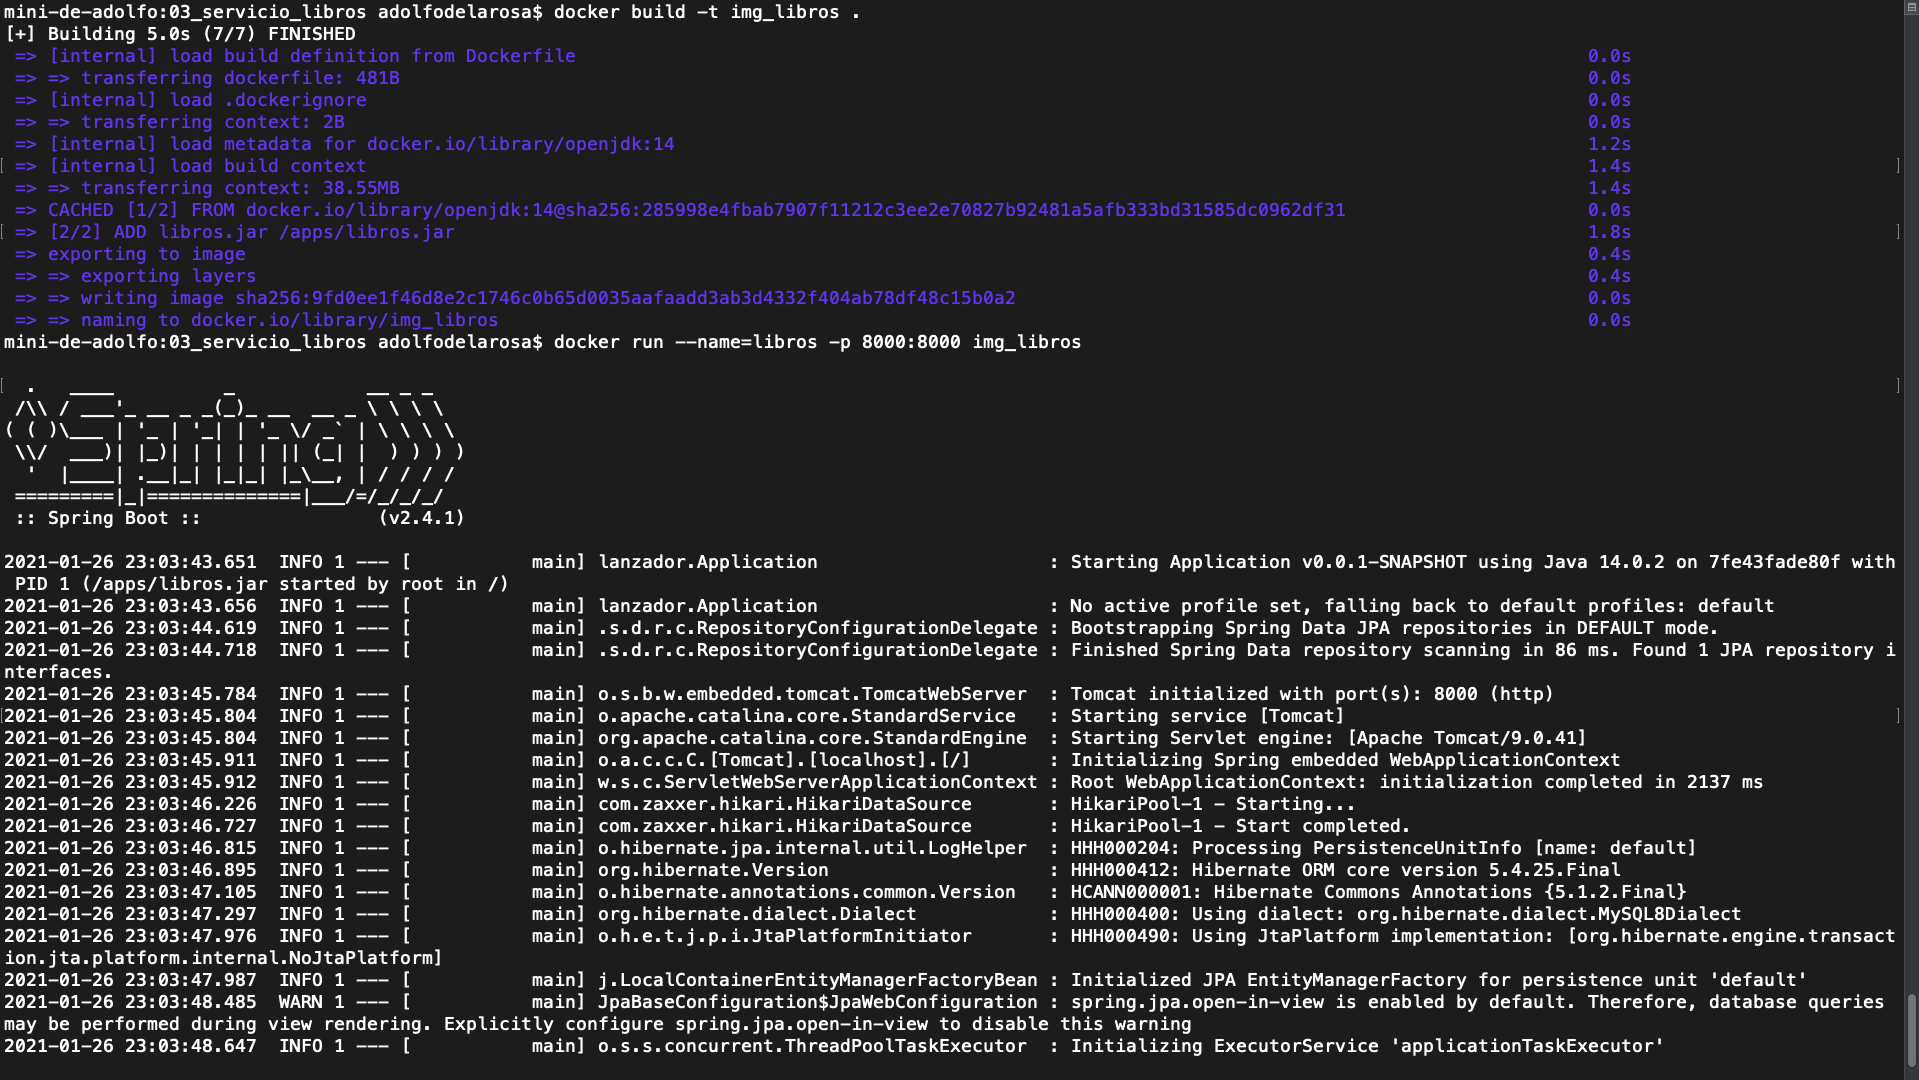 mini-de-adolfo:03_servicio_libros adolfodelarosa$ docker build -t img_libros .
[+] Building 5.0s (7/7) FINISHED
 => [internal] load build definition from Dockerfile 0.0s
 => => transferring dockerfile: 481B 0.0s
 => [internal] load .dockerignore 0.0s
 => => transferring context: 2B 0.0s
 => [internal] load metadata for docker.io/library/openjdk:14 1.2s
 => [internal] load build context 1.4s
 => => transferring context: 38.55MB 1.4s
 => CACHED [1/2] FROM docker.io/library/openjdk:14@sha256:285998e4fbab7907f11212c3ee2e70827b92481a5afb333bd31585dc0962df31 0.0s
 => [2/2] ADD libros.jar /apps/libros.jar 1.8s
 => exporting to image 0.4s
 => => exporting layers 0.4s
 => => writing image sha256:9fd0ee1f46d8e2c1746c0b65d0035aafaadd3ab3d4332f404ab78df48c15b0a2 0.0s
 => => naming to docker.io/library/img_libros 0.0s
mini-de-adolfo:03_servicio_libros adolfodelarosa$ docker run --name=libros -p 8000:8000 img_libros

  .   ____          _            __ _ _
 /\\ / ___'_ __ _ _(_)_ __  __ _ \ \ \ \
( ( )\___ | '_ | '_| | '_ \/ _` | \ \ \ \
 \\/  ___)| |_)| | | | | || (_| |  ) ) ) )
  '  |____| .__|_| |_|_| |_\__, | / / / /
 =========|_|==============|___/=/_/_/_/
 :: Spring Boot ::                (v2.4.1)

2021-01-26 23:03:43.651  INFO 1 --- [           main] lanzador.Application                     : Starting Application v0.0.1-SNAPSHOT using Java 14.0.2 on 7fe43fade80f with
 PID 1 (/apps/libros.jar started by root in /)
2021-01-26 23:03:43.656  INFO 1 --- [           main] lanzador.Application                     : No active profile set, falling back to default profiles: default
2021-01-26 23:03:44.619  INFO 1 --- [           main] .s.d.r.c.RepositoryConfigurationDelegate : Bootstrapping Spring Data JPA repositories in DEFAULT mode.
2021-01-26 23:03:44.718  INFO 1 --- [           main] .s.d.r.c.RepositoryConfigurationDelegate : Finished Spring Data repository scanning in 86 ms. Found 1 JPA repository i
nterfaces.
2021-01-26 23:03:45.784  INFO 1 --- [           main] o.s.b.w.embedded.tomcat.TomcatWebServer  : Tomcat initialized with port(s): 8000 (http)
2021-01-26 23:03:45.804  INFO 1 --- [           main] o.apache.catalina.core.StandardService   : Starting service [Tomcat]
2021-01-26 23:03:45.804  INFO 1 --- [           main] org.apache.catalina.core.StandardEngine  : Starting Servlet engine: [Apache Tomcat/9.0.41]
2021-01-26 23:03:45.911  INFO 1 --- [           main] o.a.c.c.C.[Tomcat].[localhost].[/]       : Initializing Spring embedded WebApplicationContext
2021-01-26 23:03:45.912  INFO 1 --- [           main] w.s.c.ServletWebServerApplicationContext : Root WebApplicationContext: initialization completed in 2137 ms
2021-01-26 23:03:46.226  INFO 1 --- [           main] com.zaxxer.hikari.HikariDataSource       : HikariPool-1 - Starting...
2021-01-26 23:03:46.727  INFO 1 --- [           main] com.zaxxer.hikari.HikariDataSource       : HikariPool-1 - Start completed.
2021-01-26 23:03:46.815  INFO 1 --- [           main] o.hibernate.jpa.internal.util.LogHelper  : HHH000204: Processing PersistenceUnitInfo [name: default]
2021-01-26 23:03:46.895  INFO 1 --- [           main] org.hibernate.Version                    : HHH000412: Hibernate ORM core version 5.4.25.Final
2021-01-26 23:03:47.105  INFO 1 --- [           main] o.hibernate.annotations.common.Version   : HCANN000001: Hibernate Commons Annotations {5.1.2.Final}
2021-01-26 23:03:47.297  INFO 1 --- [           main] org.hibernate.dialect.Dialect            : HHH000400: Using dialect: org.hibernate.dialect.MySQL8Dialect
2021-01-26 23:03:47.976  INFO 1 --- [           main] o.h.e.t.j.p.i.JtaPlatformInitiator       : HHH000490: Using JtaPlatform implementation: [org.hibernate.engine.transact
ion.jta.platform.internal.NoJtaPlatform]
2021-01-26 23:03:47.987  INFO 1 --- [           main] j.LocalContainerEntityManagerFactoryBean : Initialized JPA EntityManagerFactory for persistence unit 'default'
2021-01-26 23:03:48.485  WARN 1 --- [           main] JpaBaseConfiguration$JpaWebConfiguration : spring.jpa.open-in-view is enabled by default. Therefore, database queries
may be performed during view rendering. Explicitly configure spring.jpa.open-in-view to disable this warning
2021-01-26 23:03:48.647  INFO 1 --- [           main] o.s.s.concurrent.ThreadPoolTaskExecutor  : Initializing ExecutorService 'applicationTaskExecutor'